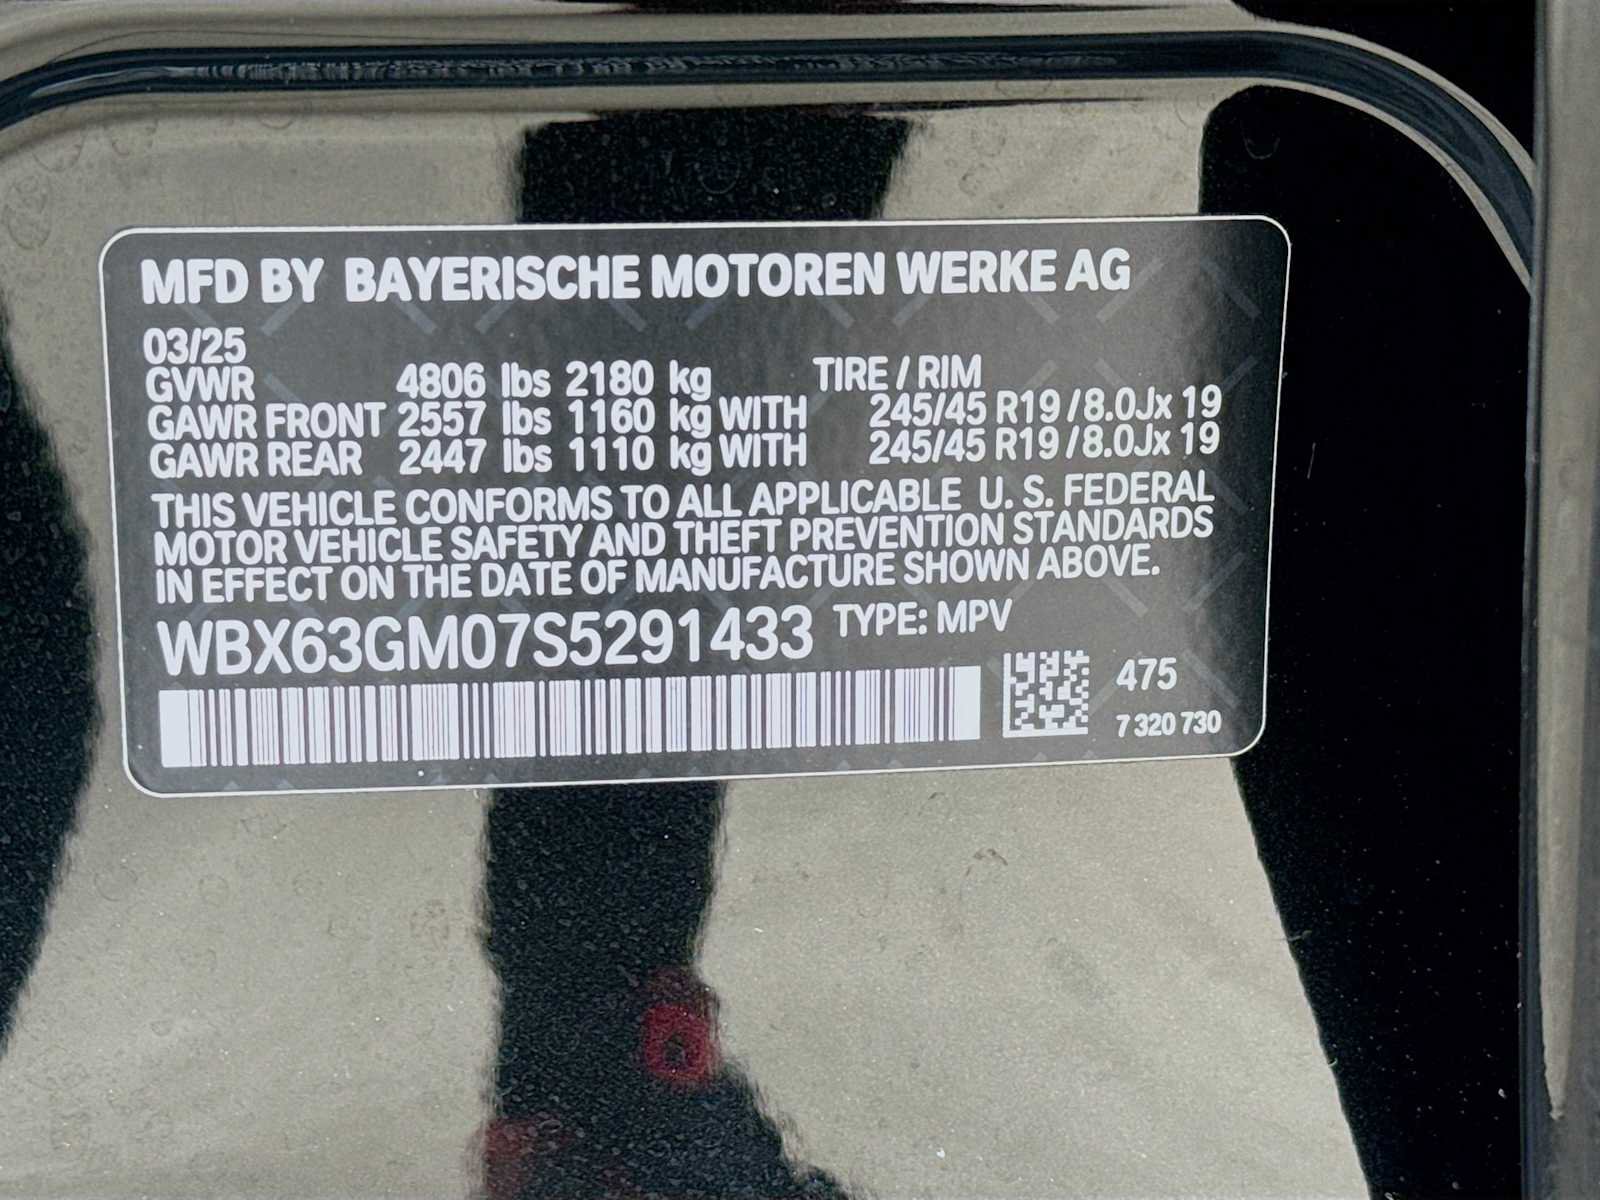 MFD BY BAYERISCHE MOTOREN WERKE AG
03/25
GVWR 4806 lbs 2180 kg TIRE / RIM
GAWR FRONT 2557 lbs 1160 kg WITH 245/45 R19 / 8.0Jx 19
GAWR REAR 2447 lbs 1110 kg WITH 245/45 R19 / 8.0Jx 19
THIS VEHICLE CONFORMS TO ALL APPLICABLE U. S. FEDERAL
MOTOR VEHICLE SAFETY AND THEFT PREVENTION STANDARDS
IN EFFECT ON THE DATE OF MANUFACTURE SHOWN ABOVE.
WBX63GM07S5291433 TYPE: MPV
475
7 320 730